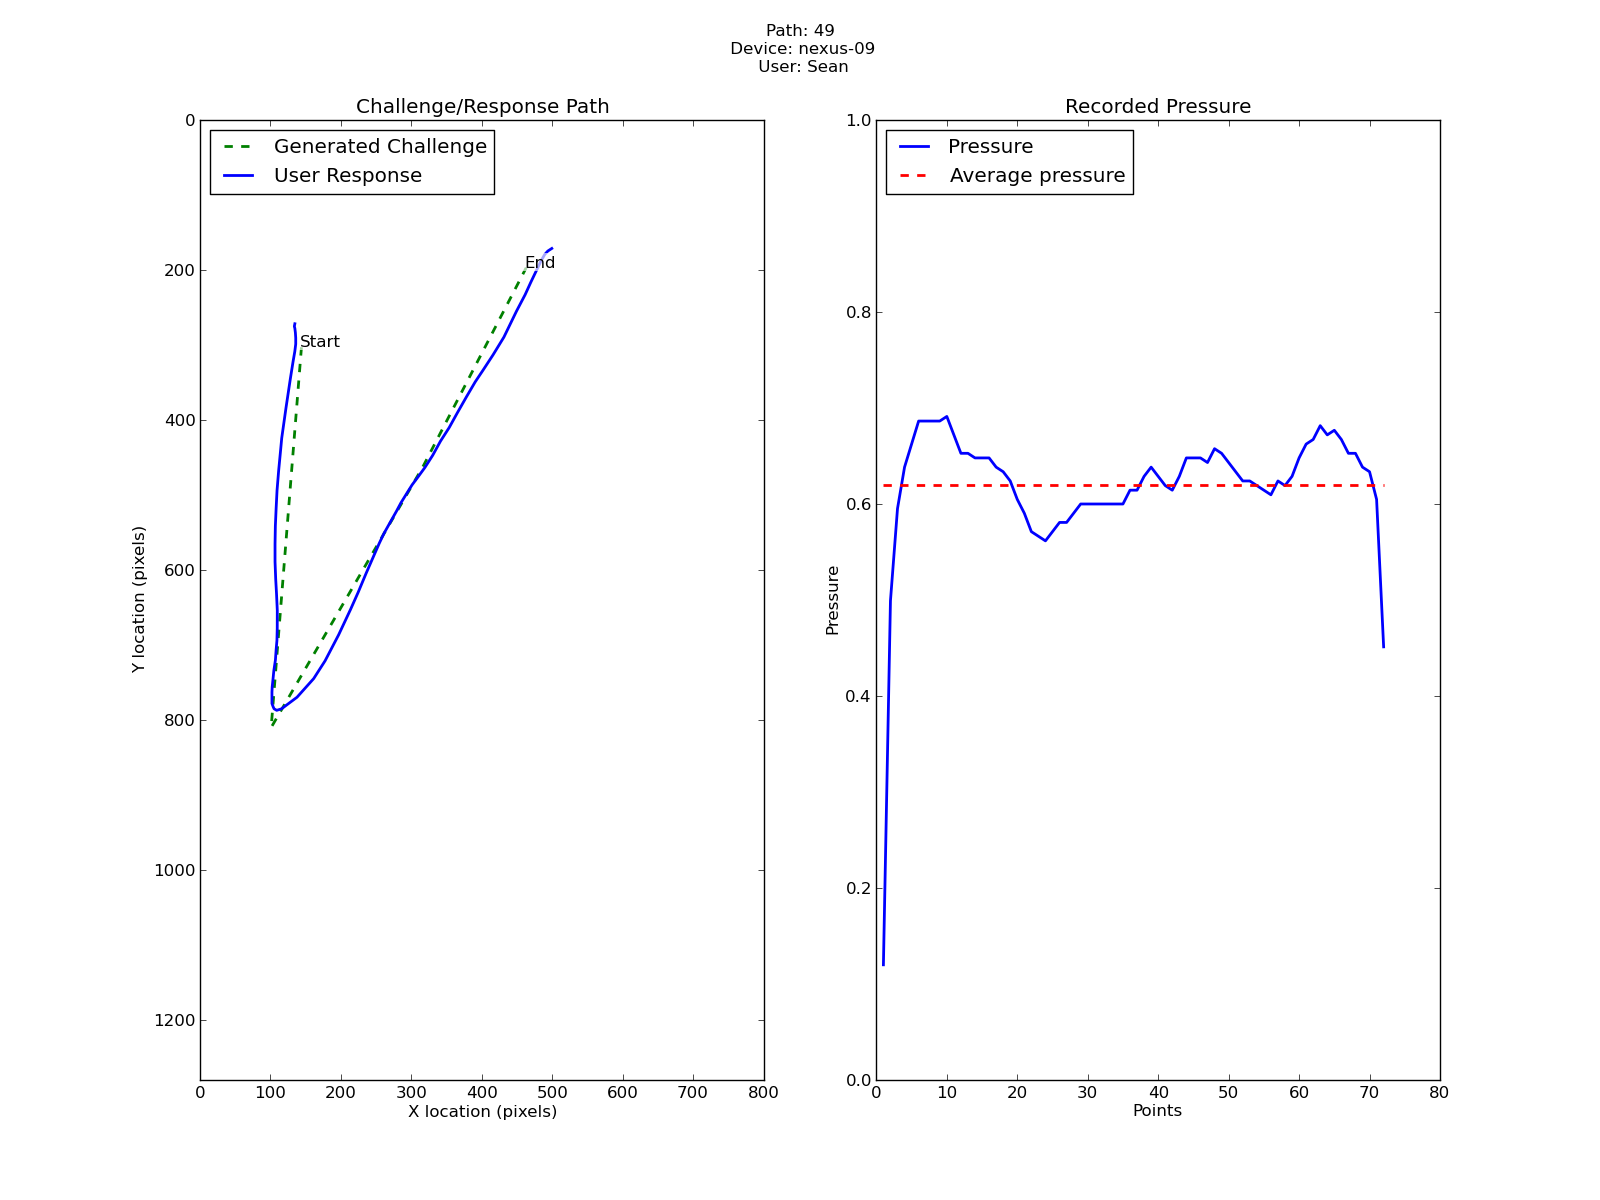 Path: 49
Device: nexus-09
User: Sean
Challenge/Response Path
Generated Challenge
User Response
Start
End
0
200
400
600
800
1000
1200
Y location (pixels)
0 100 200 300 400 500 600 700 800
X location (pixels)
Recorded Pressure
Pressure
Average pressure
1.0
0.8
0.6
0.4
0.2
0.0
Pressure
0 10 20 30 40 50 60 70 80
Points